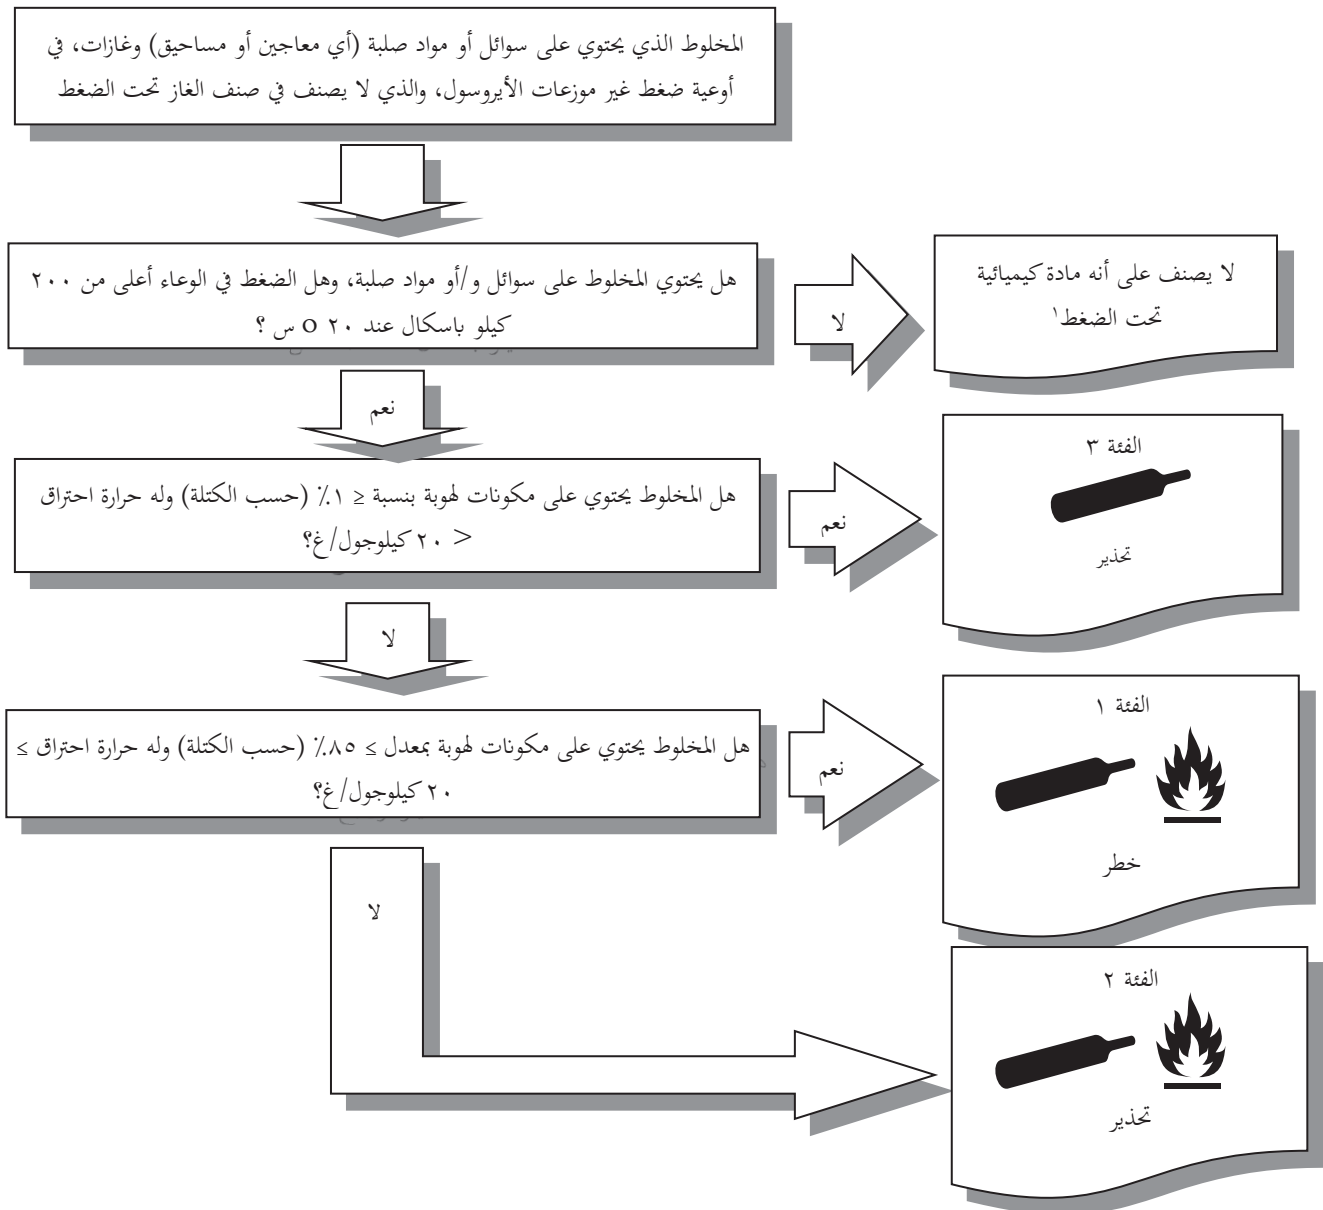 المخلوط الذي يحتوي على سوائل أو مواد صلبة (أي معاجين أو مساحيق) وغازات، في
أوعية ضغط غير موزعات الأيروسول، والذي لا يصنف في صنف الغاز تحت الضغط
هل يحتوي المخلوط على سوائل و/أو مواد صلبة، وهل الضغط في الوعاء أعلى من ٢٠٠
كيلو باسكال عند ٢٠ o س ؟
لا
لا يصنف على أنه مادة كيميائية
تحت الضغط١
نعم
هل المخلوط يحتوي على مكونات لهوبة بنسبة ≤ ١٪ (حسب الكتلة) وله حرارة احتراق
< ٢٠ كيلوجول/غ؟
نعم
الفئة ٣
تحذير
لا
هل المخلوط يحتوي على مكونات لهوبة بمعدل ≥ ٨٥٪ (حسب الكتلة) وله حرارة احتراق ≥
٢٠ كيلوجول/غ؟
نعم
الفئة ١
خطر
لا
الفئة ٢
تحذير